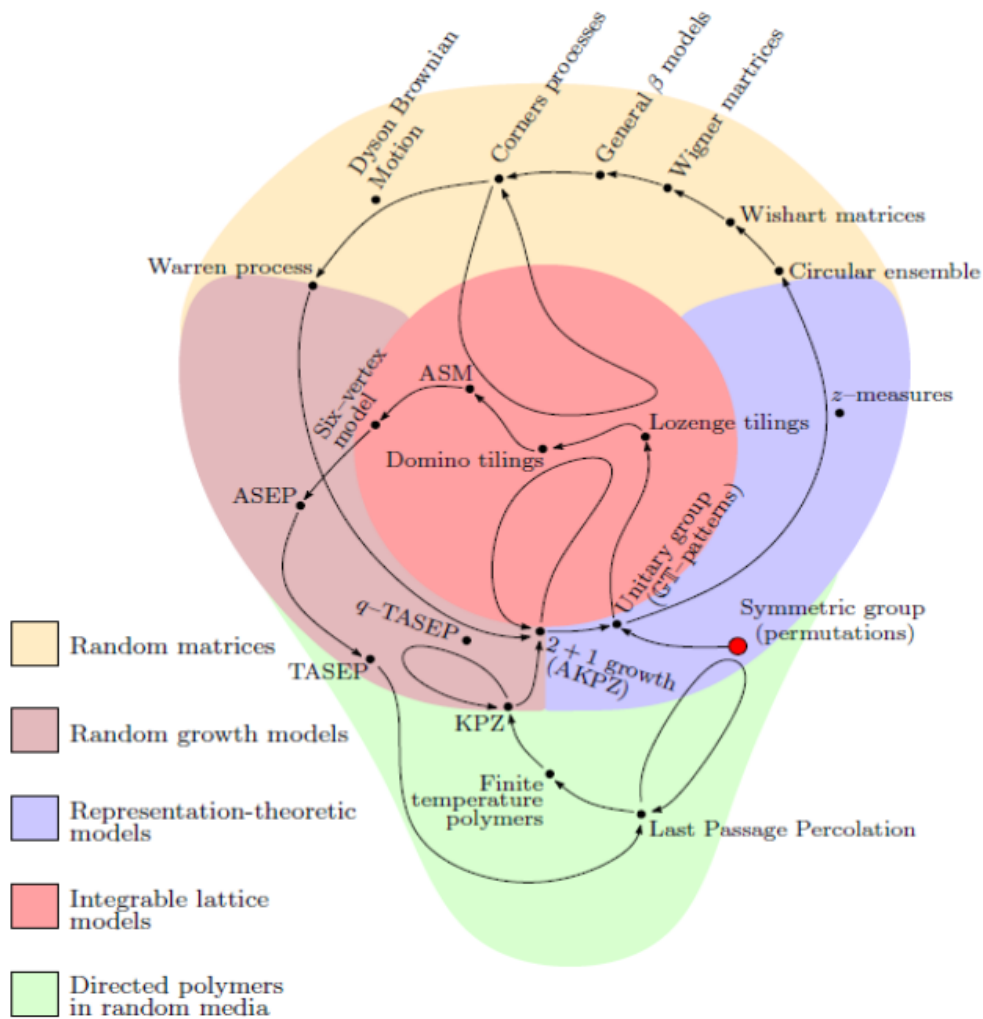 Dyson Brownian
Motion
Corners processes
General β models
Wigner martrices
Wishart matrices
Warren process
Circular ensemble
ASM
z–measures
Six–vertex
model
Lozenge tilings
Domino tilings
ASEP
Unitary group
(GT–patterns)
q–TASEP
Symmetric group
(permutations)
2 + 1 growth
(AKPZ)
TASEP
KPZ
Finite
temperature
polymers
Last Passage Percolation
Random matrices
Random growth models
Representation-theoretic
models
Integrable lattice
models
Directed polymers
in random media